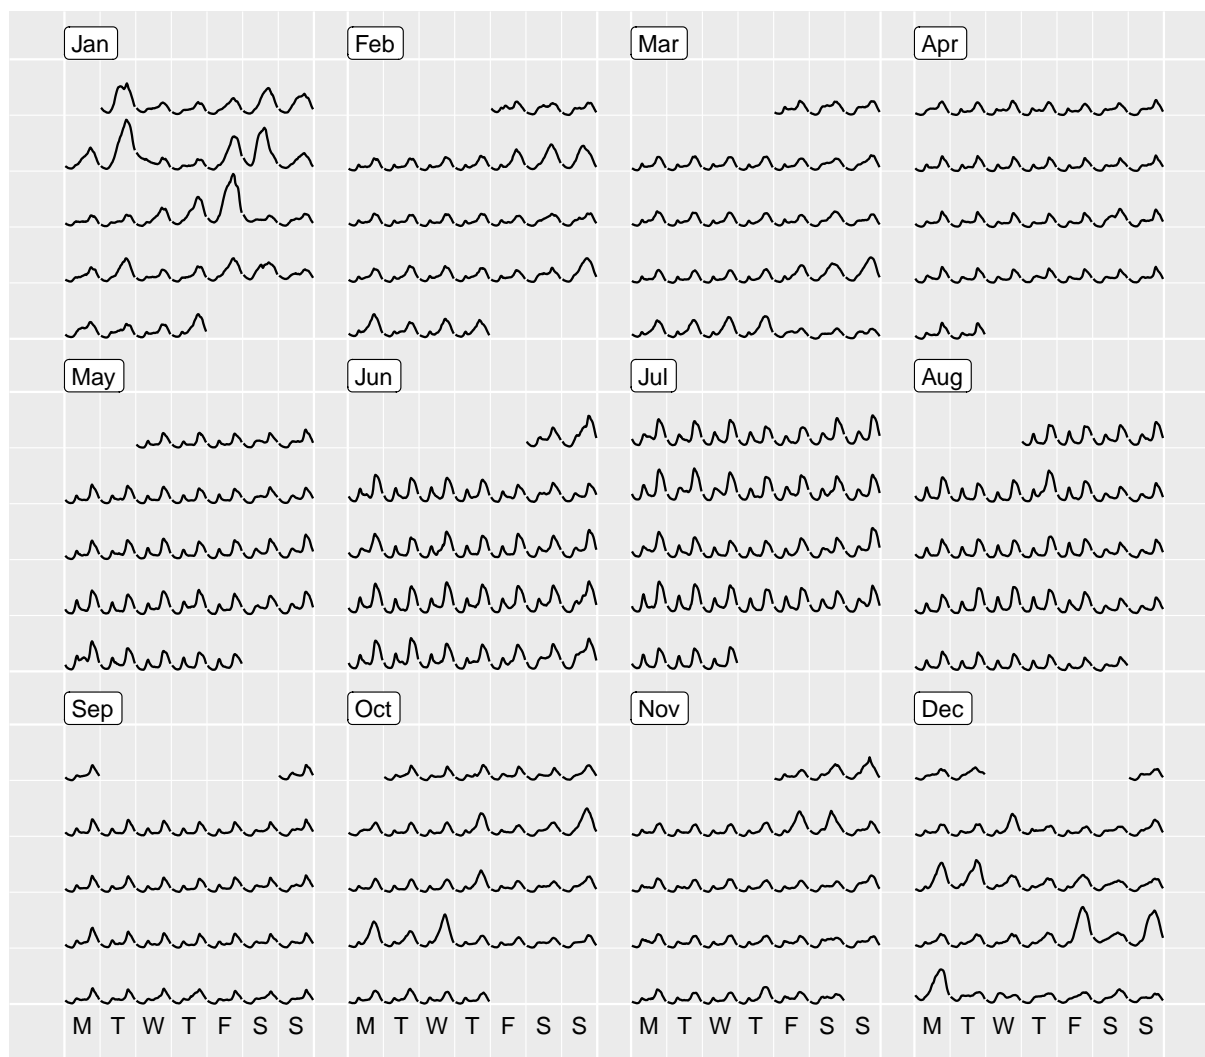 Jan Feb Mar Apr
May Jun Jul Aug
Sep Oct Nov Dec
M T W T F S S M T W T F S S M T W T F S S M T W T F S S